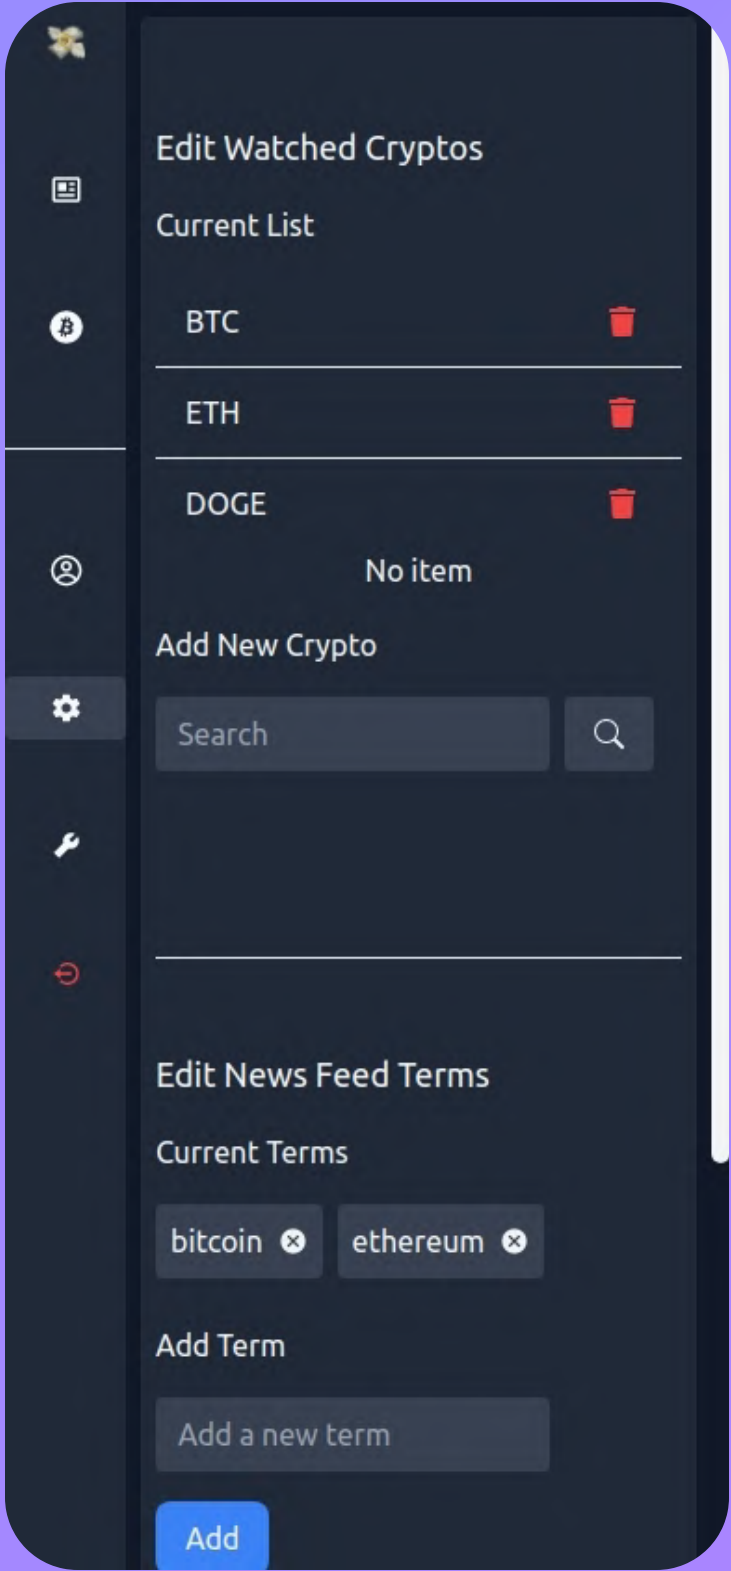 Edit Watched Cryptos
Current List
BTC
ETH
DOGE
No item
Add New Crypto
Search
Edit News Feed Terms
Current Terms
bitcoin ethereum
Add Term
Add a new term
Add